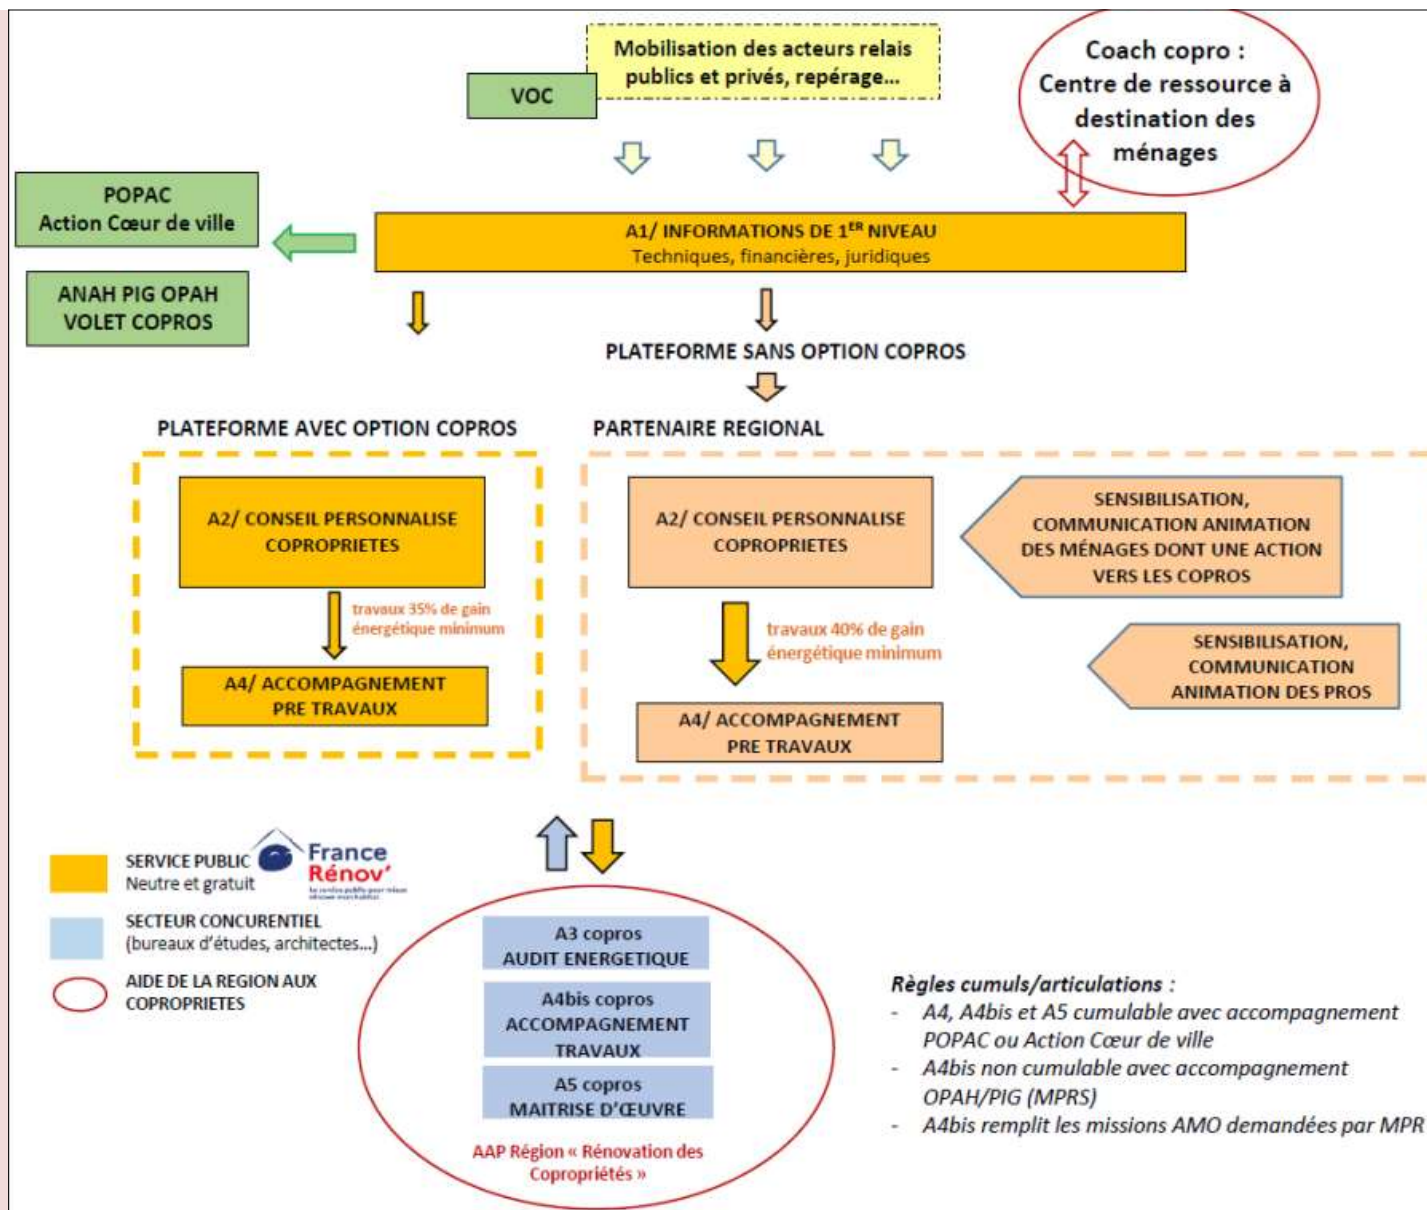 Mobilisation des acteurs relais
publics et privés, repérage...
VOC
Coach copro :
Centre de ressource à
destination des
ménages
POPAC
Action Cœur de ville
A1/ INFORMATIONS DE 1ER NIVEAU
Techniques, financières, juridiques
ANAH PIG OPAH
VOLET COPROS
PLATEFORME SANS OPTION COPROS
PLATEFORME AVEC OPTION COPROS
PARTENAIRE REGIONAL
A2/ CONSEIL PERSONNALISE
COPROPRIETES
travaux 35% de gain
énergétique minimum
A4/ ACCOMPAGNEMENT
PRE TRAVAUX
A2/ CONSEIL PERSONNALISE
COPROPRIETES
travaux 40% de gain
énergétique minimum
A4/ ACCOMPAGNEMENT
PRE TRAVAUX
SENSIBILISATION,
COMMUNICATION ANIMATION
DES MÉNAGES DONT UNE ACTION
VERS LES COPROS
SENSIBILISATION,
COMMUNICATION
ANIMATION DES PROS
SERVICE PUBLIC
Neutre et gratuit
France
Rénov'
Le service public pour mieux
rénover mon habitat
SECTEUR CONCURENTIEL
(bureaux d'études, architectes...)
AIDE DE LA REGION AUX
COPROPRIETES
A3 copros
AUDIT ENERGETIQUE
A4bis copros
ACCOMPAGNEMENT
TRAVAUX
A5 copros
MAITRISE D'ŒUVRE
AAP Région « Rénovation des
Copropriétés »
Règles cumuls/articulations :
- A4, A4bis et A5 cumulable avec accompagnement
POPAC ou Action Cœur de ville
- A4bis non cumulable avec accompagnement
OPAH/PIG (MPRS)
- A4bis remplit les missions AMO demandées par MPR